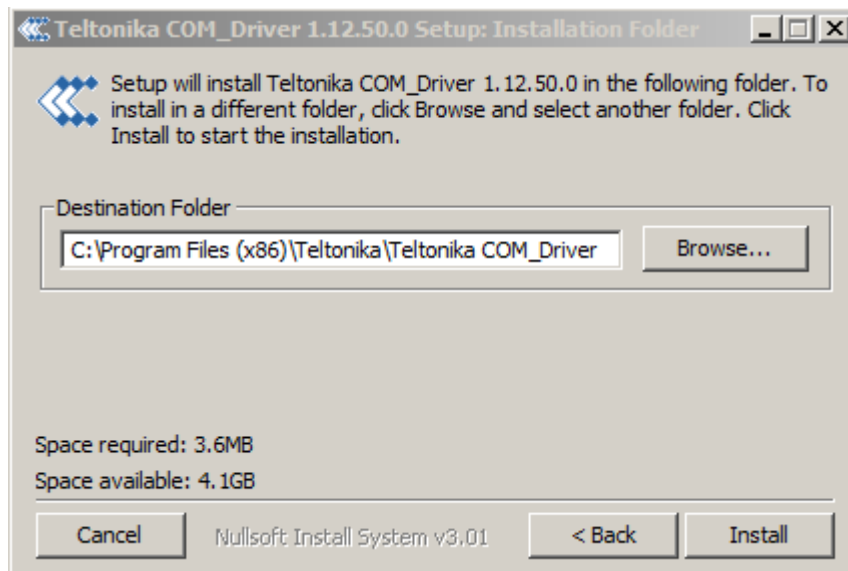 Teltonika COM_Driver 1.12.50.0 Setup: Installation Folder
Setup will install Teltonika COM_Driver 1.12.50.0 in the following folder. To
install in a different folder, click Browse and select another folder. Click
Install to start the installation.
Destination Folder
C:\Program Files (x86)\Teltonika\Teltonika COM_Driver
Browse...
Space required: 3.6MB
Space available: 4.1GB
Cancel
Nullsoft Install System v3.01
< Back
Install